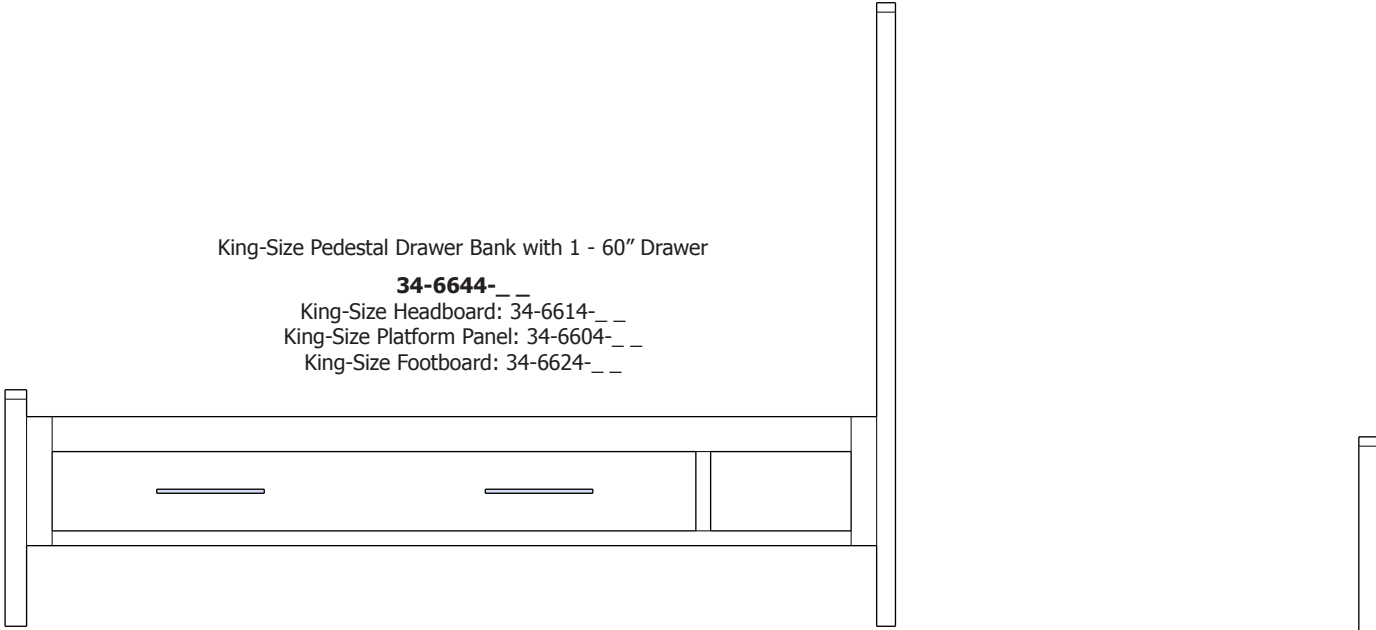 King-Size Pedestal Drawer Bank with 1 - 60” Drawer
34-6644-_ _
King-Size Headboard: 34-6614-_ _
King-Size Platform Panel: 34-6604-_ _
King-Size Footboard: 34-6624-_ _